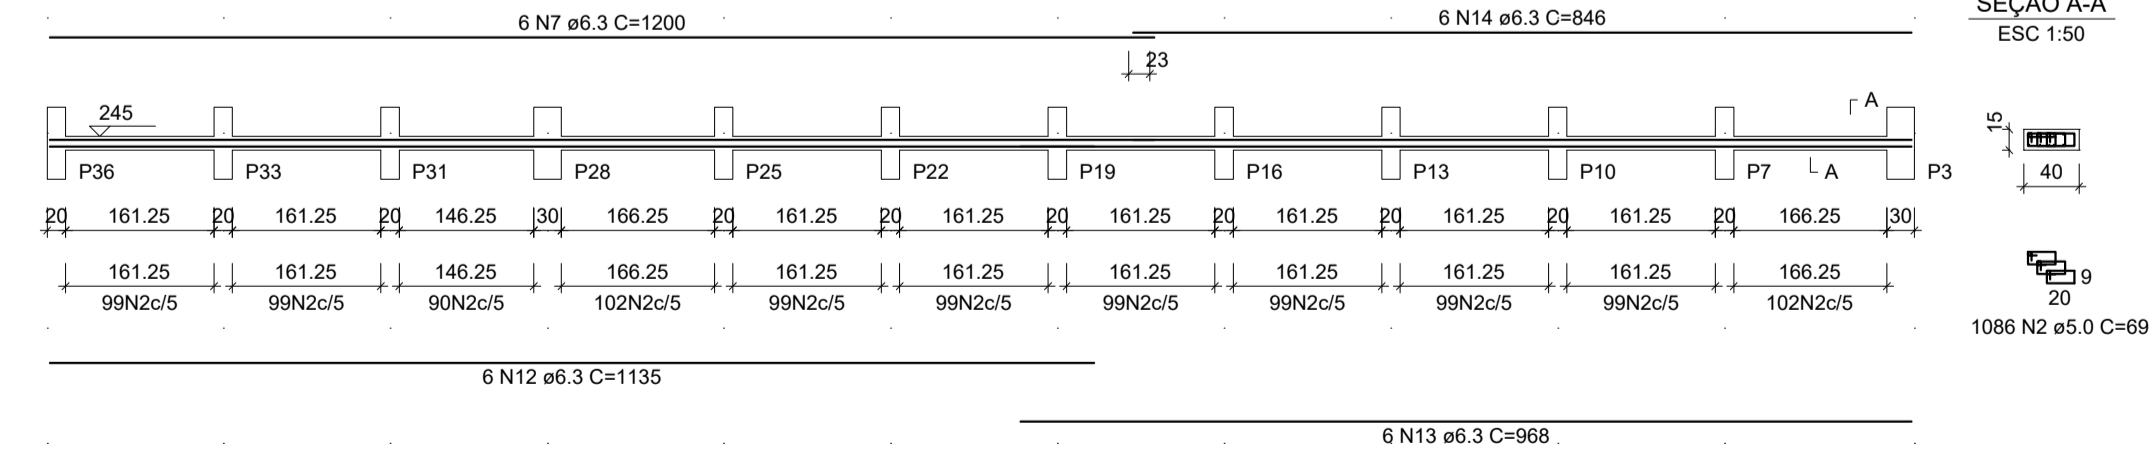 6 N7 ø6.3 C=1200
6 N14 ø6.3 C=846
SEÇÃO A-A
ESC 1:50
23
245
A
15
P36 P33 P31 P28 P25 P22 P19 P16 P13 P10 P7 A P3
40
20 161.25 20 161.25 20 146.25 30 166.25 20 161.25 20 161.25 20 161.25 20 161.25 20 161.25 20 161.25 20 166.25 30
161.25 161.25 146.25 166.25 161.25 161.25 161.25 161.25 161.25 161.25 166.25
9
99N2c/5 99N2c/5 90N2c/5 102N2c/5 99N2c/5 99N2c/5 99N2c/5 99N2c/5 99N2c/5 99N2c/5 102N2c/5
20
1086 N2 ø5.0 C=69
6 N12 ø6.3 C=1135
6 N13 ø6.3 C=968